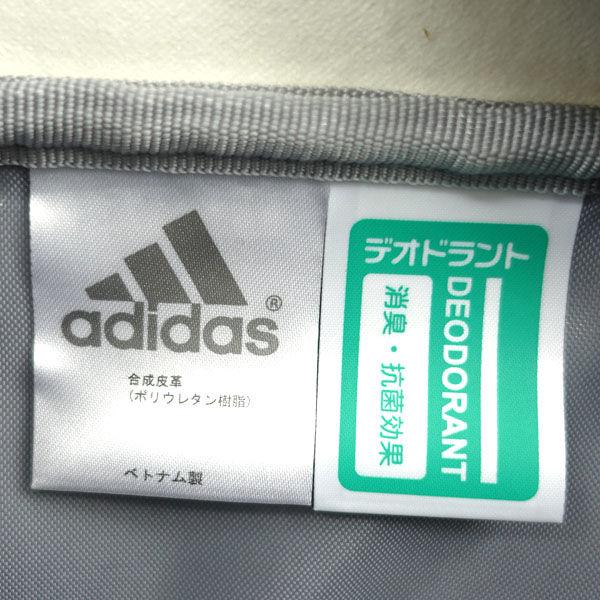 adidas®
合成皮革
(ポリウレタン樹脂)
ベトナム製
デオドラント
DEODORANT
消臭・抗菌効果